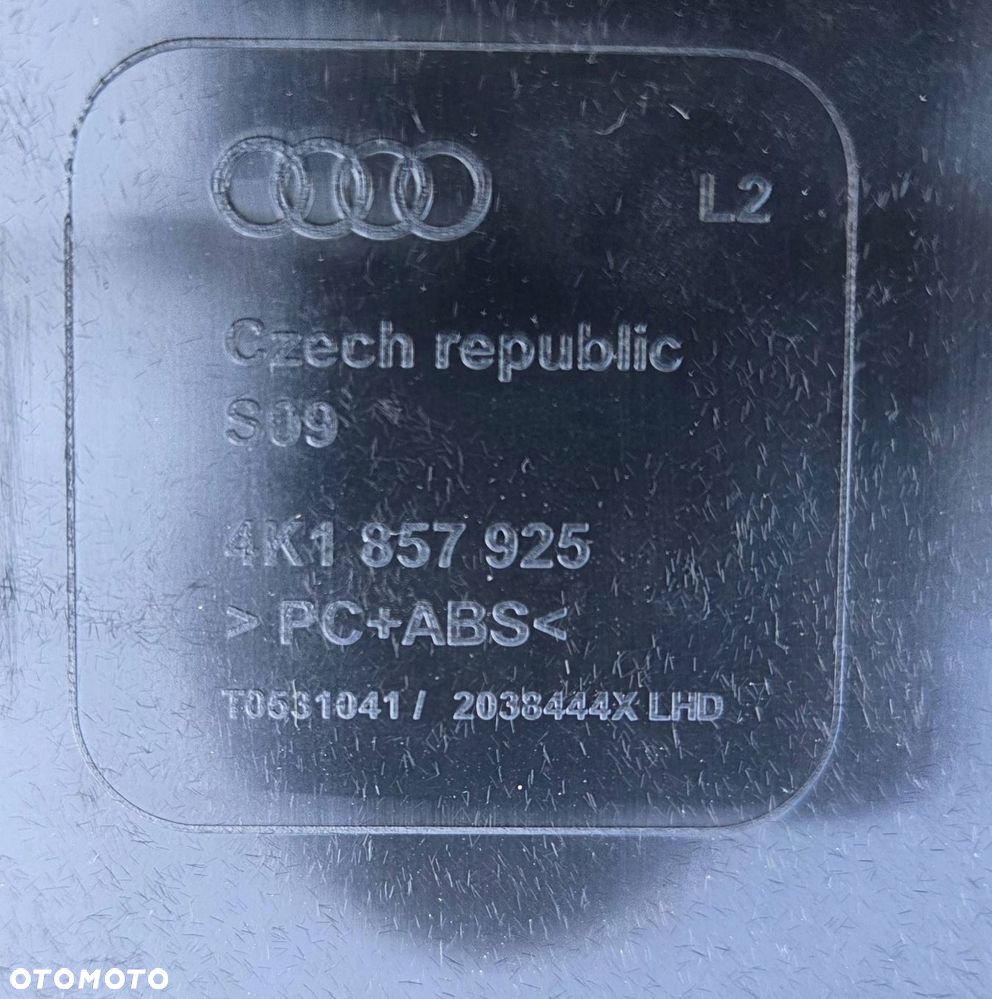 L2
Czech republic
S09
4K1 857 925
> PC+ABS<
T0531041 / 2038444X LHD
OTOMOTO